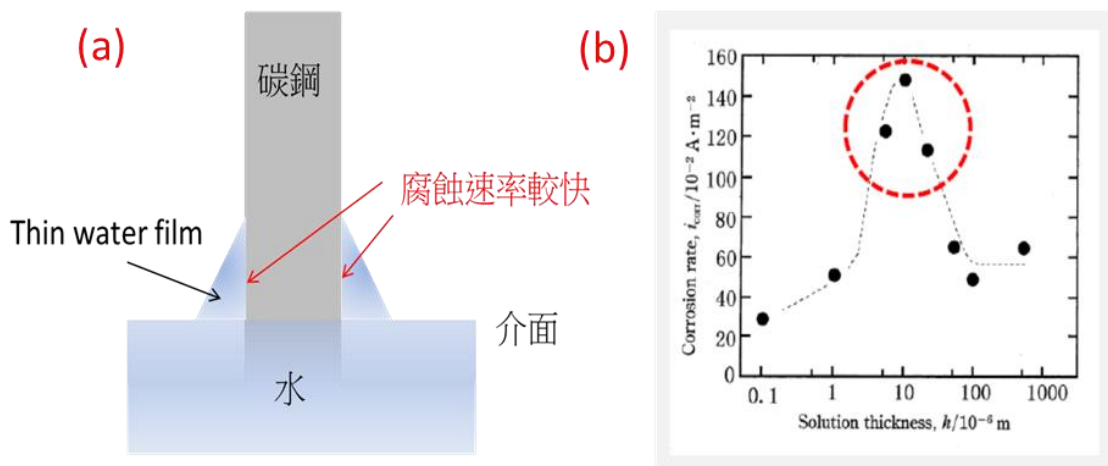 (a)
碳鋼
腐蝕速率較快
Thin water film
介面
水
(b)
160
140
120
100
80
60
40
20
0
0.1
1
10
100
1000
Corrosion rate, i_corr/10⁻² A·m⁻²
Solution thickness, h/10⁻⁶ m